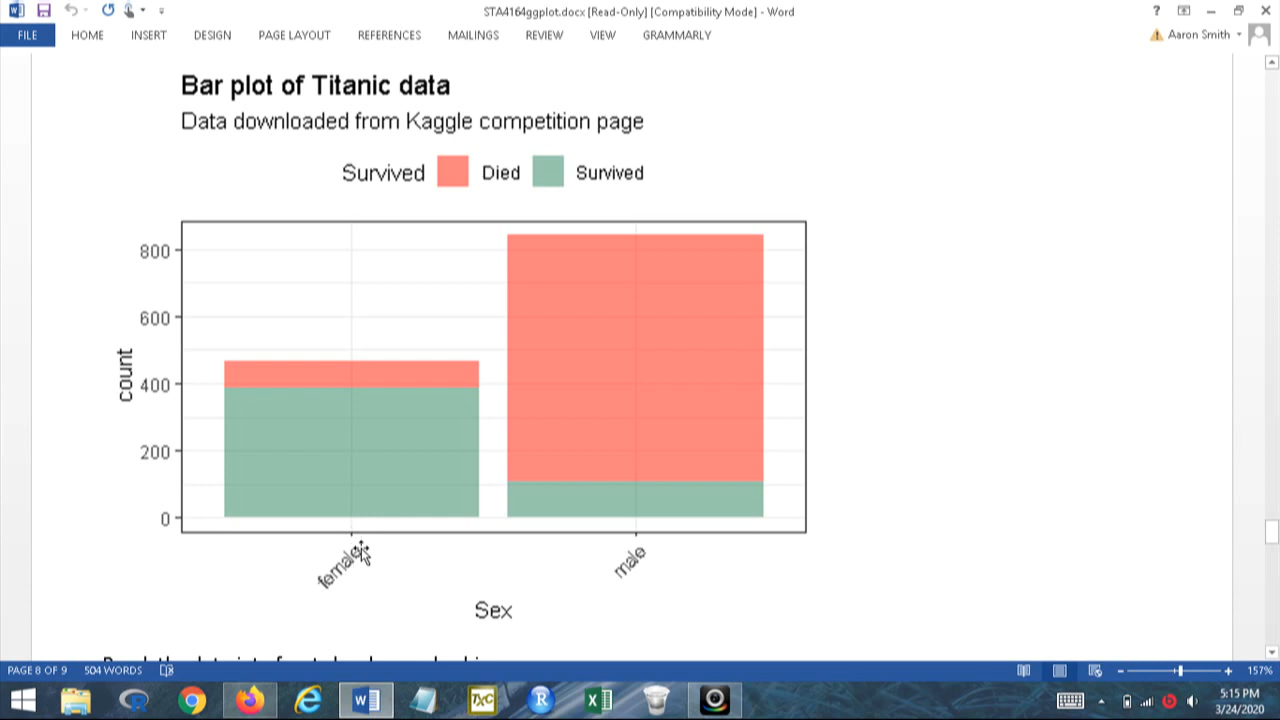 STA4164ggplot.docx [Read-Only] [Compatibility Mode] - Word
FILE HOME INSERT DESIGN PAGE LAYOUT REFERENCES MAILINGS REVIEW VIEW GRAMMARLY Aaron Smith
Bar plot of Titanic data
Data downloaded from Kaggle competition page
Survived Died Survived
800
600
400
200
0
count
female male
Sex
PAGE 8 OF 9 504 WORDS 157%
TXC
5:15 PM
3/24/2020